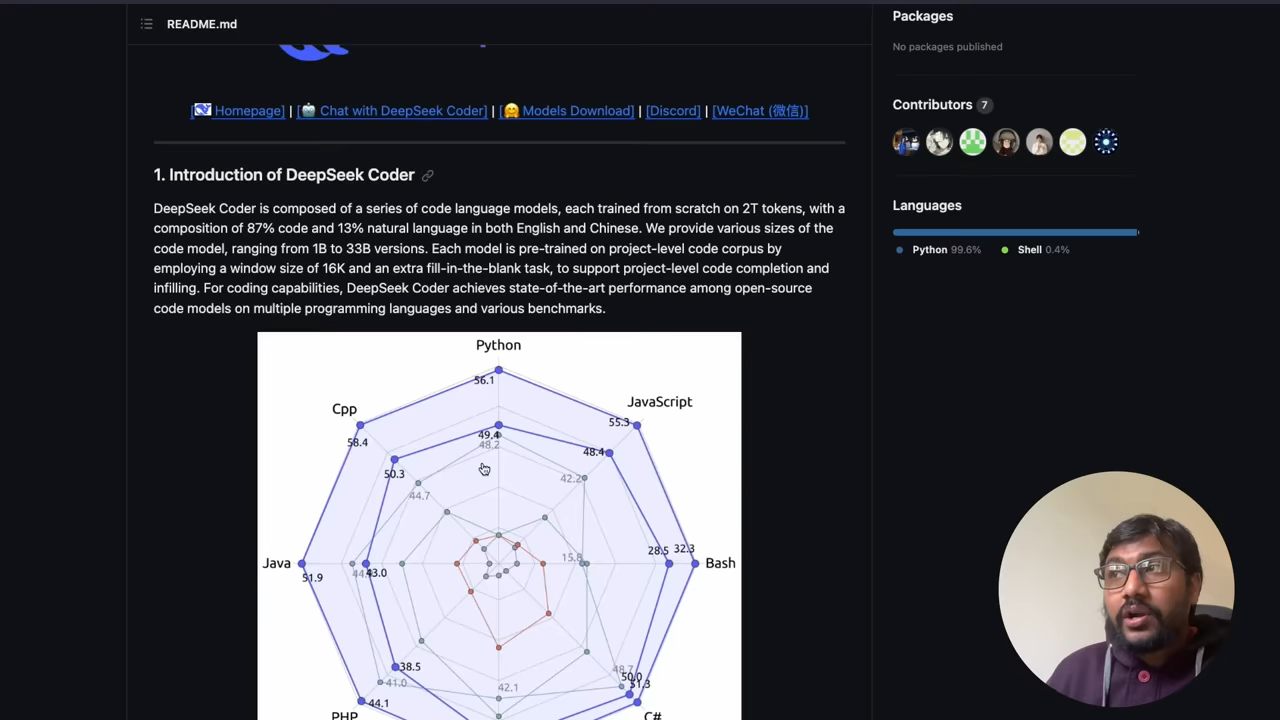 README.md
[ Homepage] | [ Chat with DeepSeek Coder] | [ Models Download] | [Discord] | [WeChat (微信)]
1. Introduction of DeepSeek Coder
DeepSeek Coder is composed of a series of code language models, each trained from scratch on 2T tokens, with a
composition of 87% code and 13% natural language in both English and Chinese. We provide various sizes of the
code model, ranging from 1B to 33B versions. Each model is pre-trained on project-level code corpus by
employing a window size of 16K and an extra fill-in-the-blank task, to support project-level code completion and
infilling. For coding capabilities, DeepSeek Coder achieves state-of-the-art performance among open-source
code models on multiple programming languages and various benchmarks.
Python
56.1
JavaScript
55.3
Cpp
58.4
49.4
48.2
48.4
50.3
44.7
42.2
28.5
32.3
15.8
Java
Bash
43.0
51.9
38.5
48.7
50.0
51.3
41.0
42.1
44.1
PHP
C#
Packages
No packages published
Contributors 7
Languages
Python 99.6%
Shell 0.4%